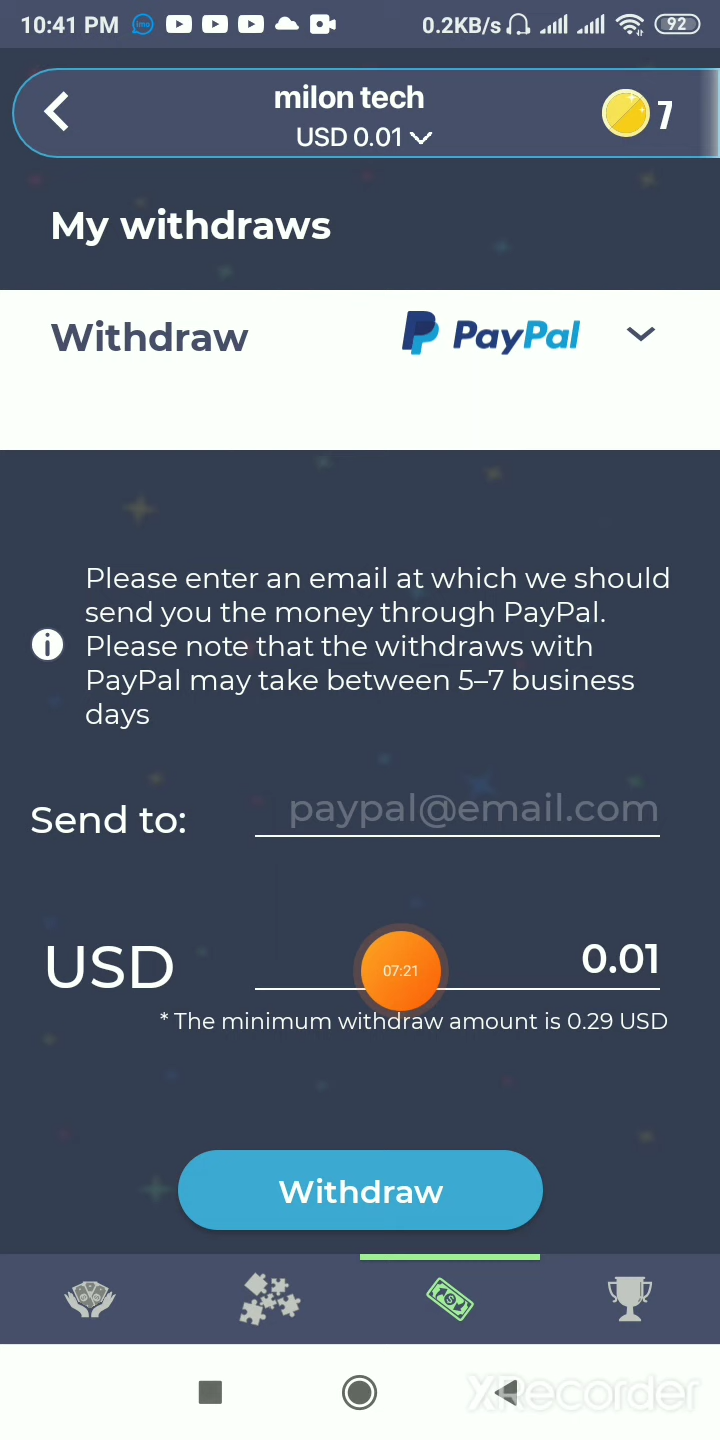 10:41 PM imo 0.2KB/s 92
milon tech
USD 0.01
7
My withdraws
Withdraw PayPal
Please enter an email at which we should
send you the money through PayPal.
Please note that the withdraws with
PayPal may take between 5–7 business
days
Send to: paypal@email.com
USD 07:21 0.01
* The minimum withdraw amount is 0.29 USD
Withdraw
XRecorder